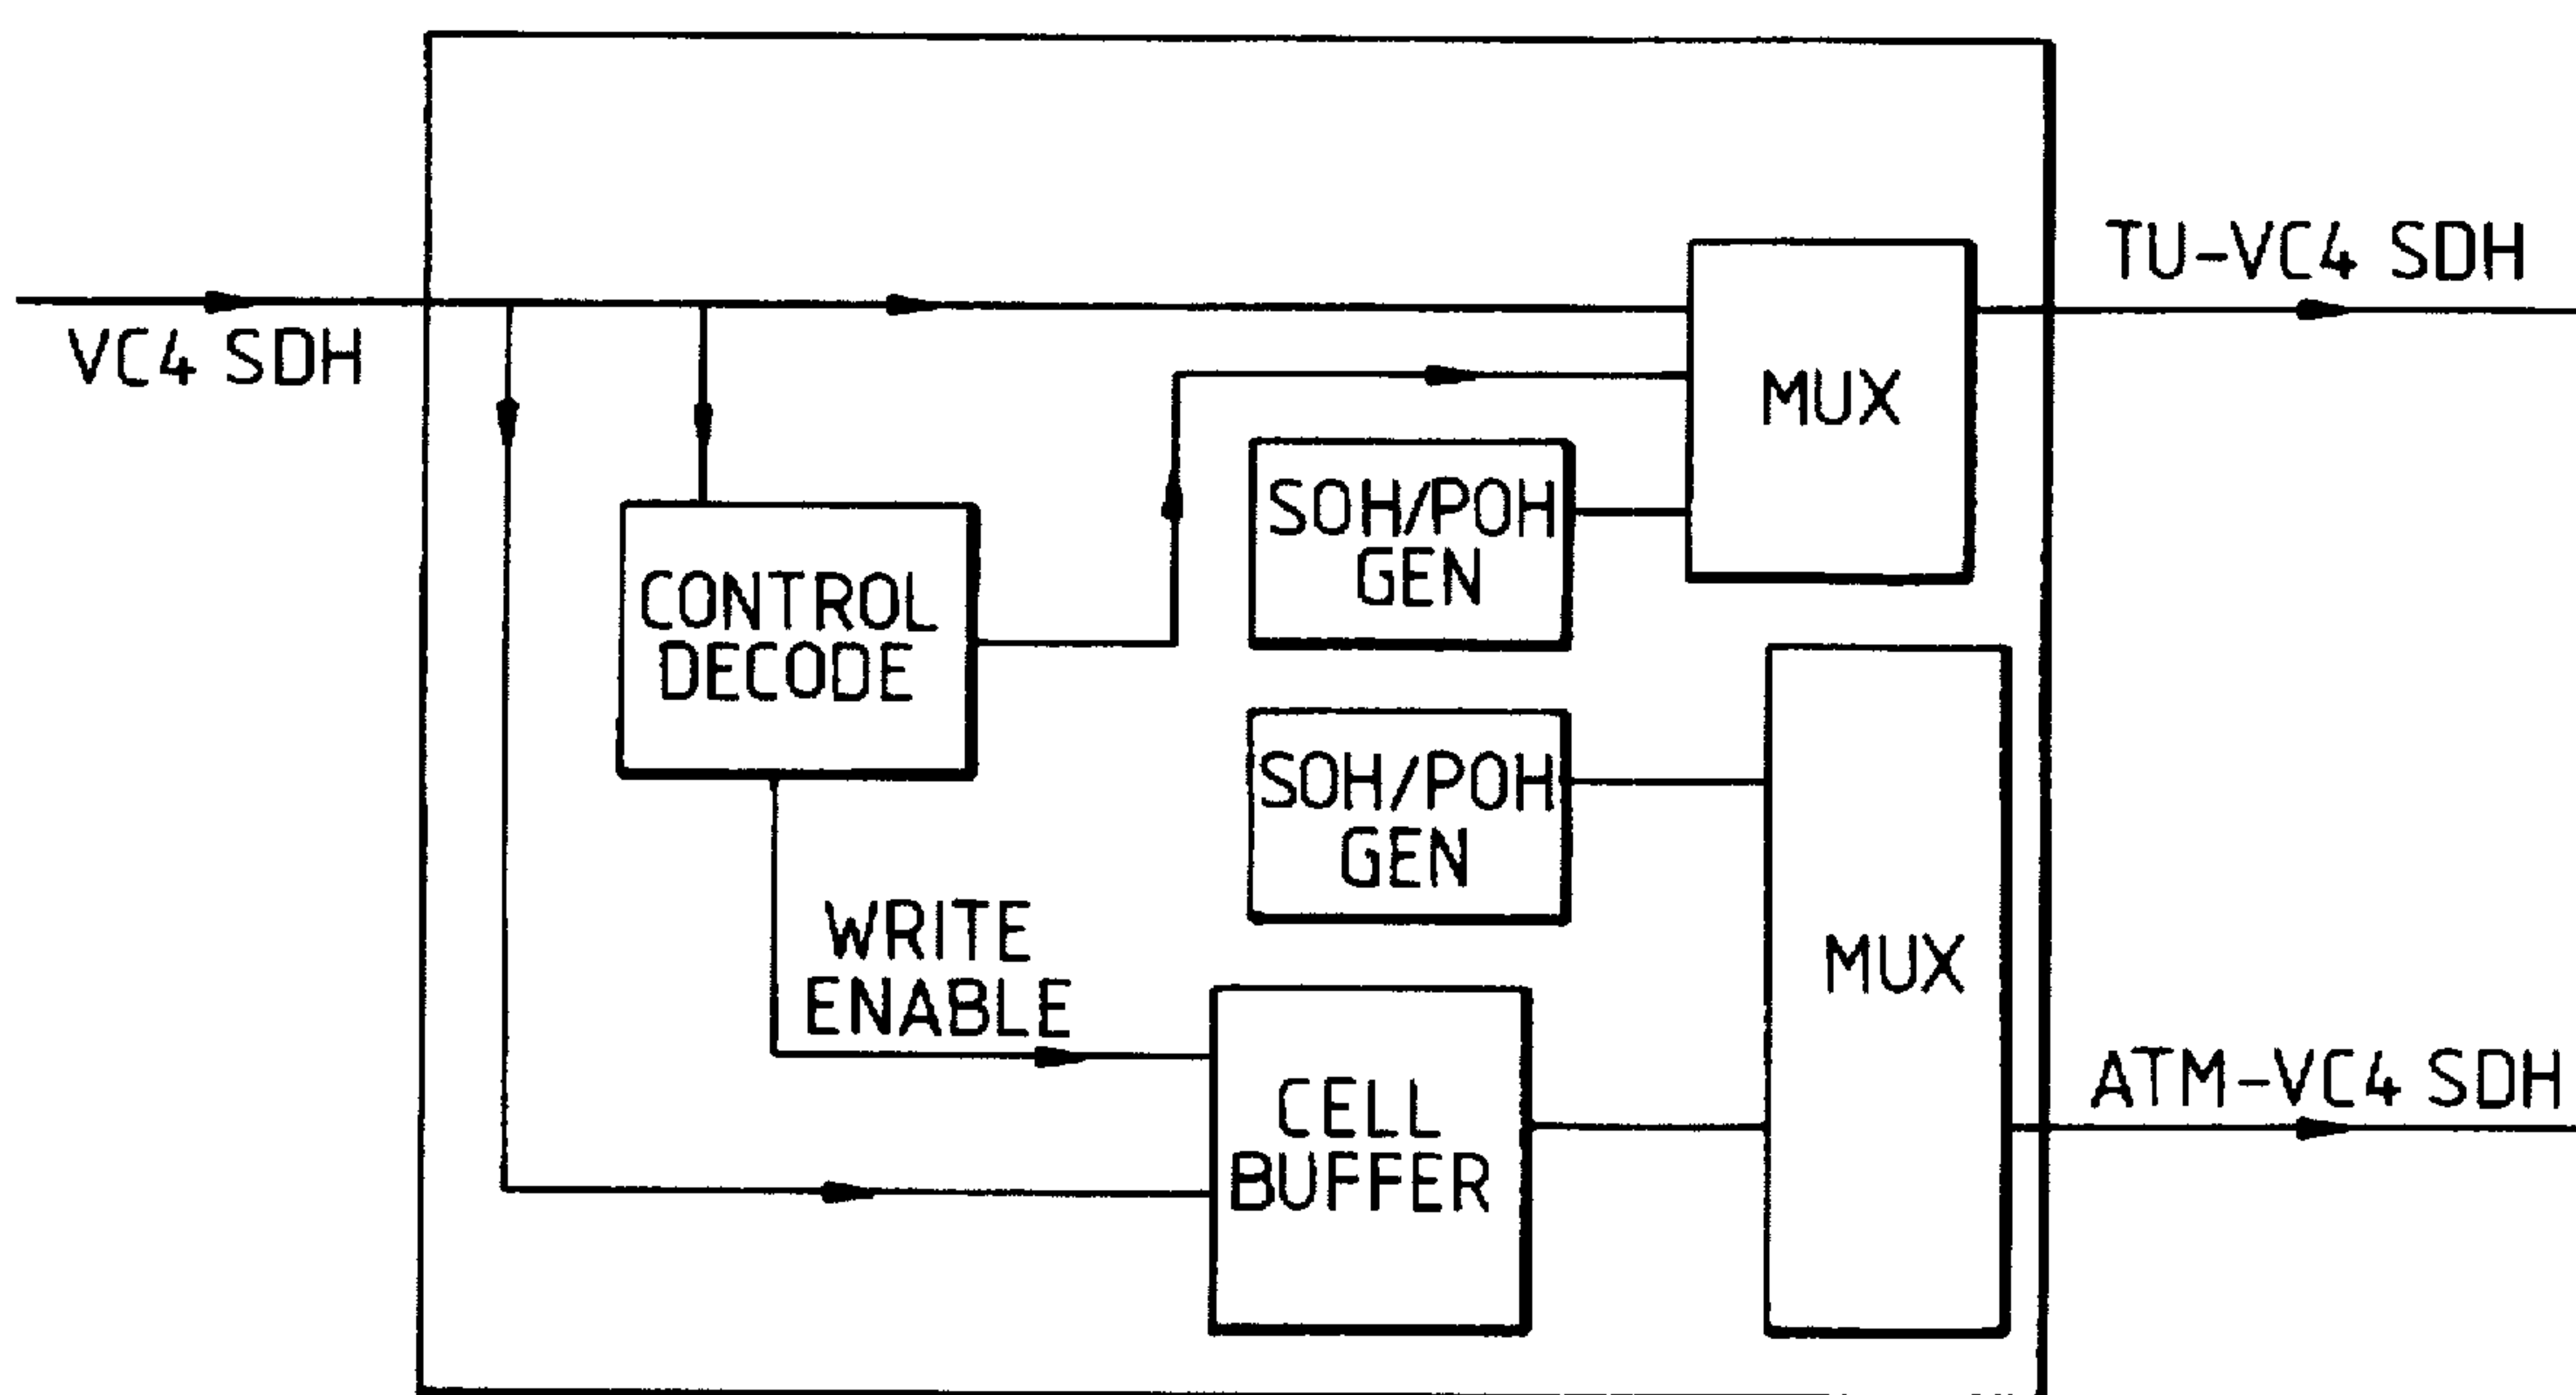 TU-VC4 SDH
VC4 SDH
MUX
SOH/POH
GEN
CONTROL
DECODE
SOH/POH
GEN
WRITE
ENABLE
MUX
CELL
BUFFER
ATM-VC4 SDH